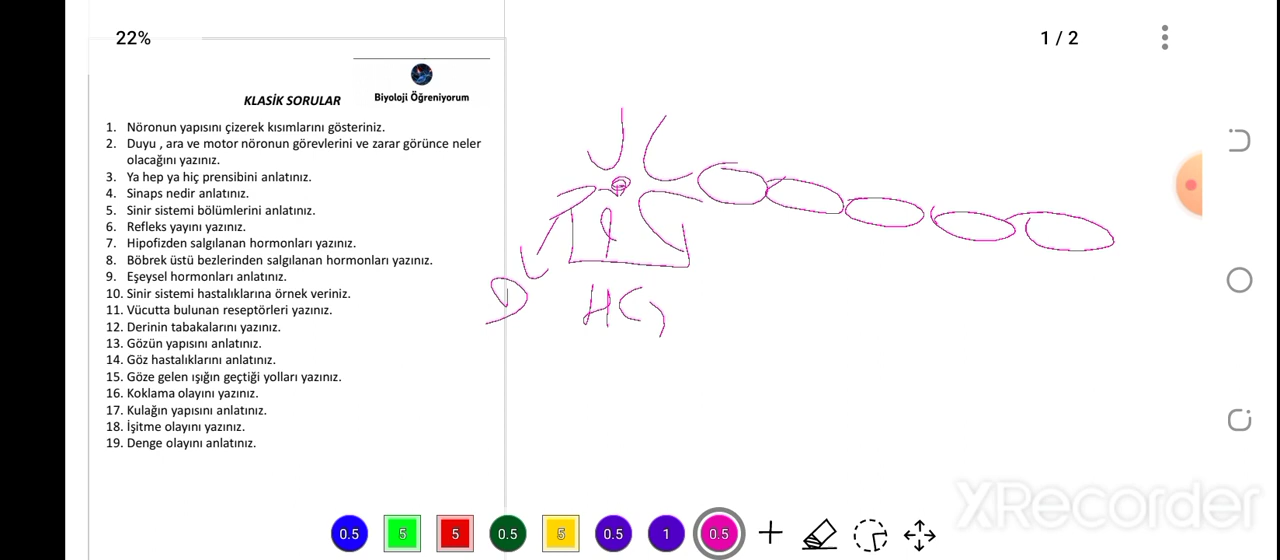 22%
1 / 2
KLASİK SORULAR
Biyoloji Öğreniyorum
1. Nöronun yapısını çizerek kısımlarını gösteriniz.
2. Duyu , ara ve motor nöronun görevlerini ve zarar görünce neler
olacağını yazınız.
3. Ya hep ya hiç prensibini anlatınız.
4. Sinaps nedir anlatınız.
5. Sinir sistemi bölümlerini anlatınız.
6. Refleks yayını yazınız.
7. Hipofizden salgılanan hormonları yazınız.
8. Böbrek üstü bezlerinden salgılanan hormonları yazınız.
9. Eşeysel hormonları anlatınız.
10. Sinir sistemi hastalıklarına örnek veriniz.
11. Vücutta bulunan reseptörleri yazınız.
12. Derinin tabakalarını yazınız.
13. Gözün yapısını anlatınız.
14. Göz hastalıklarını anlatınız.
15. Göze gelen ışığın geçtiği yolları yazınız.
16. Koklama olayını yazınız.
17. Kulağın yapısını anlatınız.
18. İşitme olayını yazınız.
19. Denge olayını anlatınız.
D
0.5 5 5 0.5 5 0.5 1 0.5
XRecorder